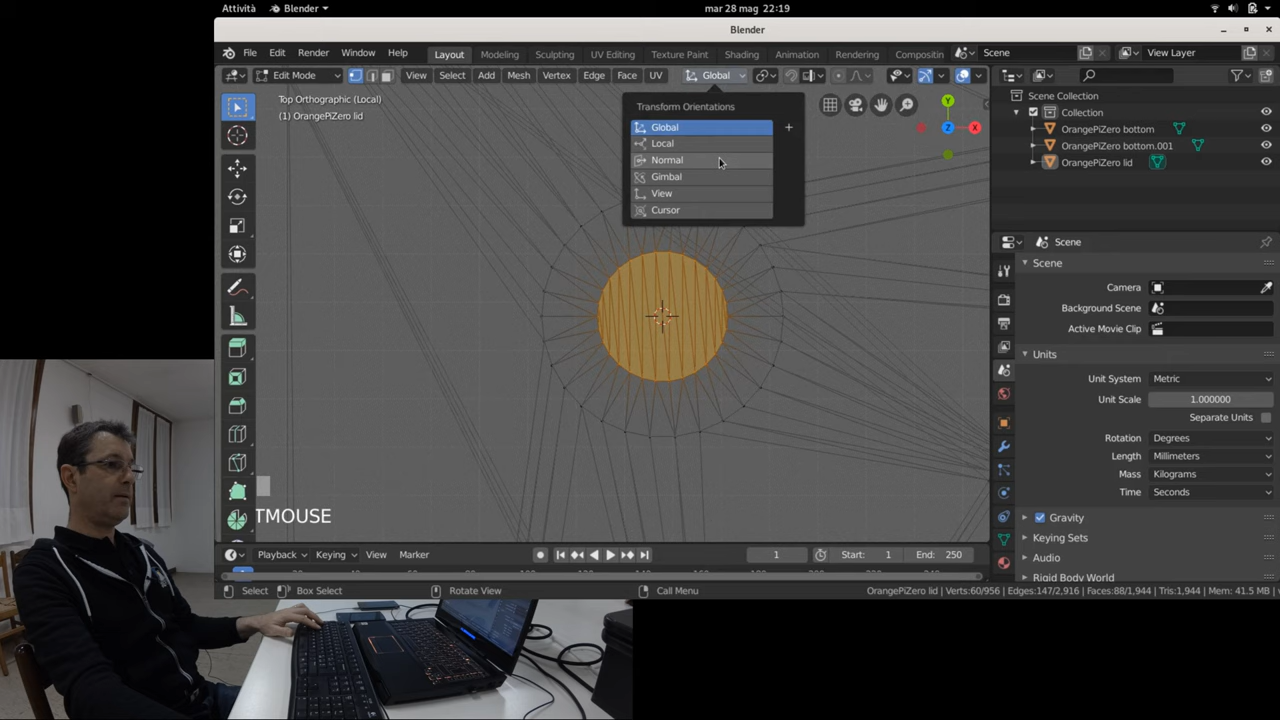 Attività
Blender
mar 28 mag 22:19
Blender
File Edit Render Window Help
Layout Modeling Sculpting UV Editing Texture Paint Shading Animation Rendering Compositin
Scene
View Layer
Edit Mode
View Select Add Mesh Vertex Edge Face UV
Global
Top Orthographic (Local)
(1) OrangePiZero lid
Transform Orientations
Global
Local
Normal
Gimbal
View
Cursor
Y
Z
X
Scene Collection
Collection
OrangePiZero bottom
OrangePiZero bottom.001
OrangePiZero lid
Scene
Scene
Camera
Background Scene
Active Movie Clip
Units
Unit System Metric
Unit Scale 1.000000
Separate Units
Rotation Degrees
Length Millimeters
Mass Kilograms
Time Seconds
Gravity
Keying Sets
Audio
Rigid Body World
TMOUSE
Playback Keying View Marker
1
Start: 1
End: 250
Select
Box Select
Rotate View
Call Menu
OrangePiZero lid | Verts:60/956 | Edges:147/2,916 | Faces:88/1,944 | Tris:1,944 | Mem: 41.5 MB